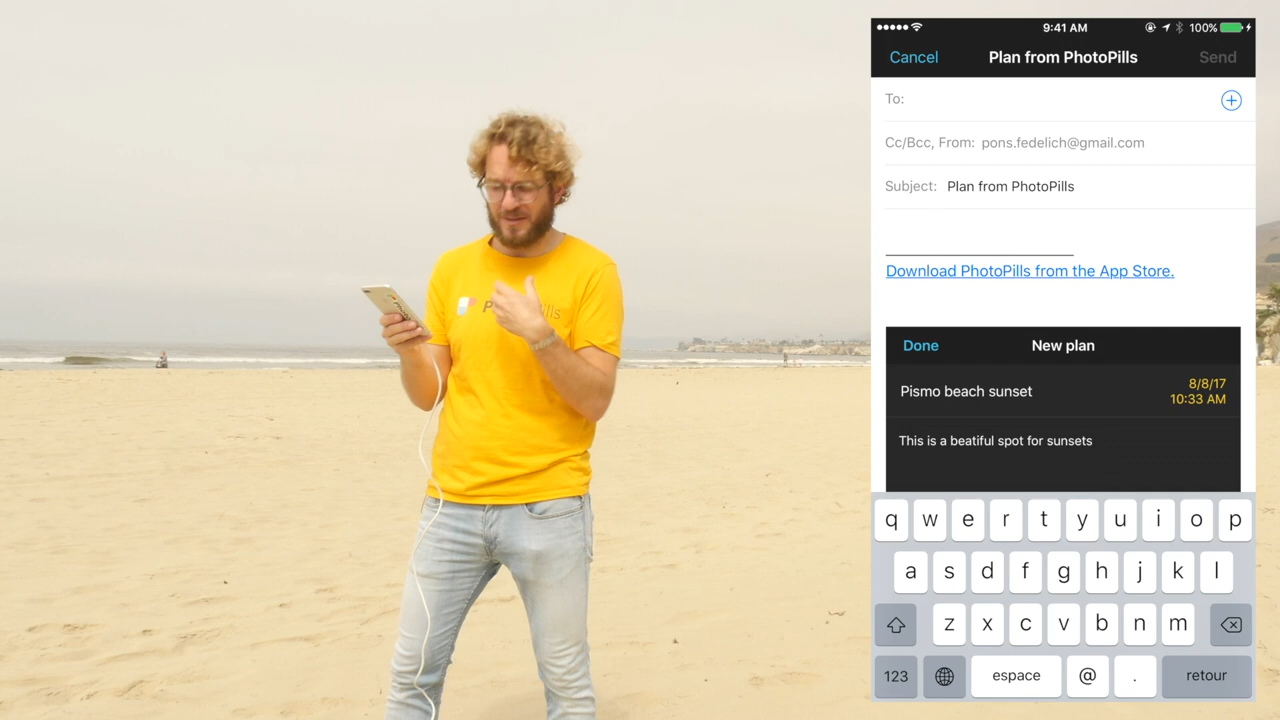 9:41 AM
100%
Cancel
Plan from PhotoPills
Send
To:
Cc/Bcc, From: pons.fedelich@gmail.com
Subject: Plan from PhotoPills
Download PhotoPills from the App Store.
Done
New plan
Pismo beach sunset
8/8/17
10:33 AM
This is a beatiful spot for sunsets
q w e r t y u i o p
a s d f g h j k l
z x c v b n m
123
espace
@
.
retour